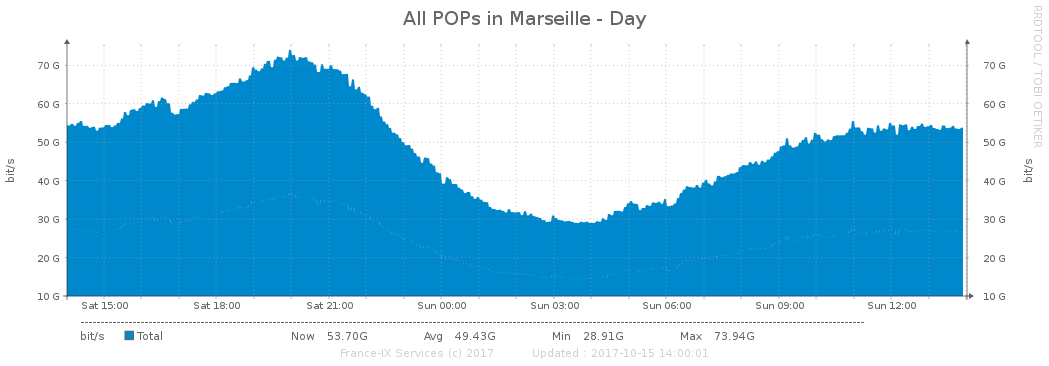 All POPs in Marseille - Day
RRDTOOL / TOBI OETIKER
bit/s
70 G
70 G
60 G
60 G
50 G
50 G
40 G
40 G
30 G
30 G
20 G
20 G
10 G
10 G
bit/s
Sat 15:00 Sat 18:00 Sat 21:00 Sun 00:00 Sun 03:00 Sun 06:00 Sun 09:00 Sun 12:00
bit/s Total Now 53.70G Avg 49.43G Min 28.91G Max 73.94G
France-IX Services (c) 2017 Updated : 2017-10-15 14:00:01